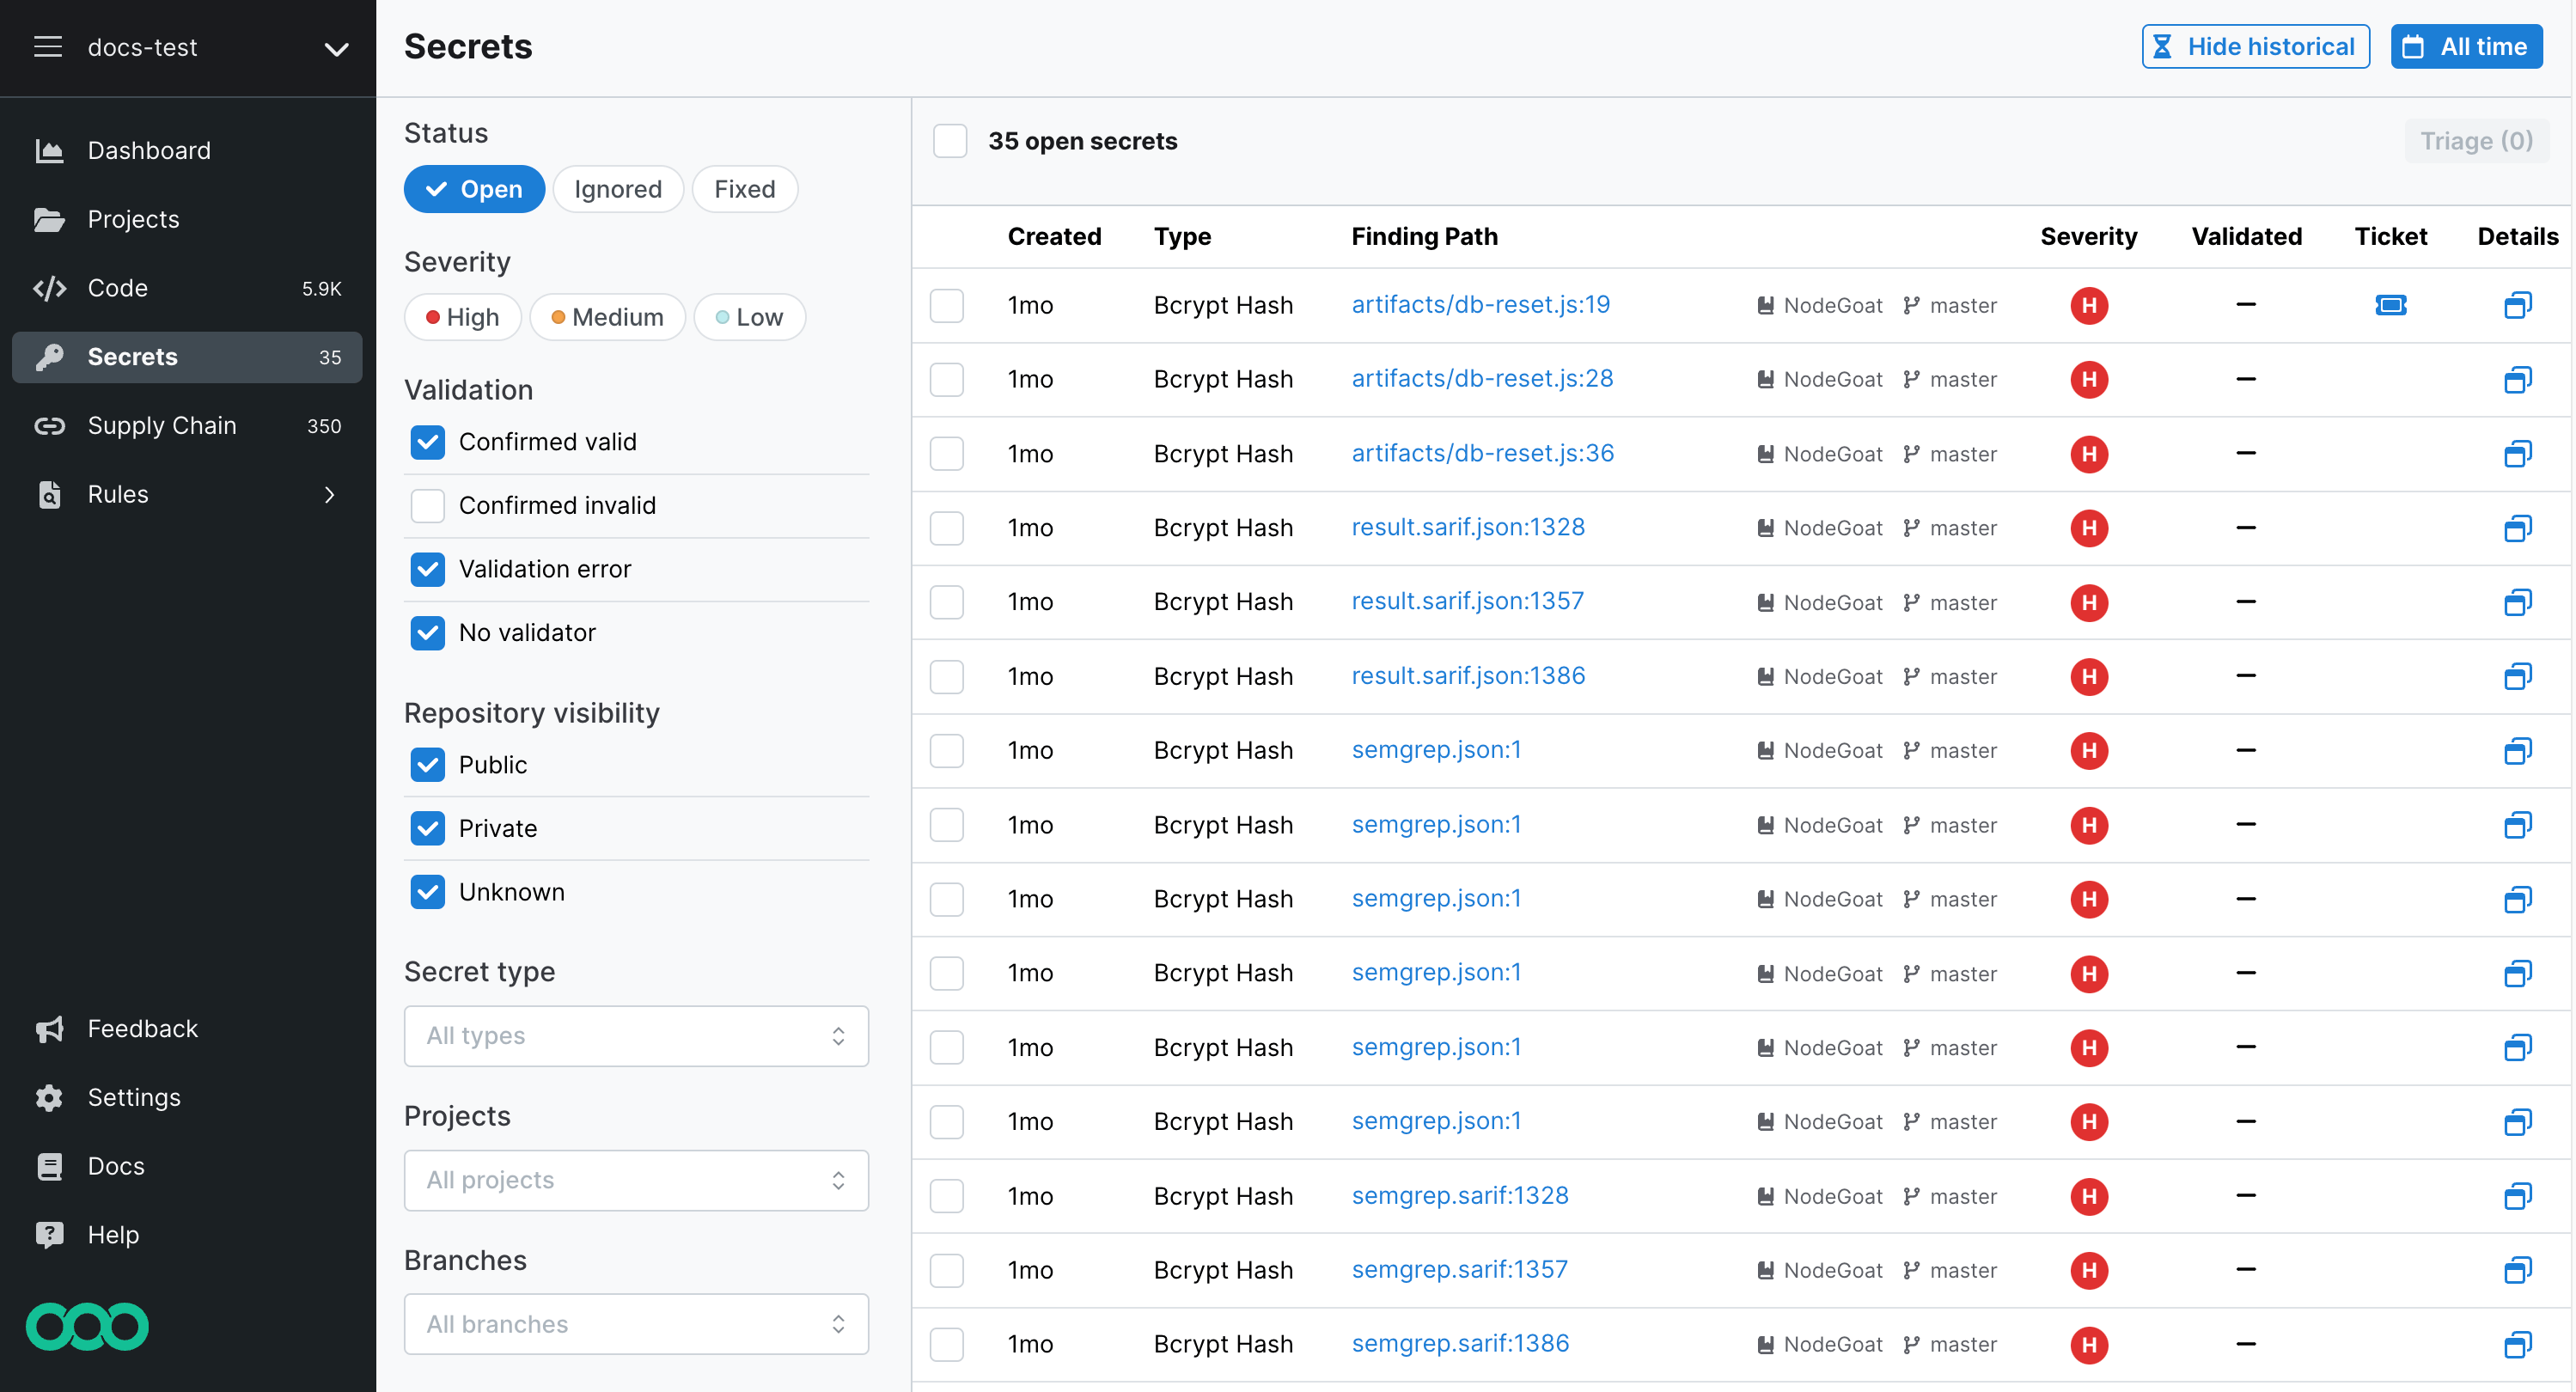 docs-test
Dashboard
Projects
Code 5.9K
Secrets 35
Supply Chain 350
Rules
Feedback
Settings
Docs
Help
Secrets
Hide historical
All time
Status
Open Ignored Fixed
Severity
High Medium Low
Validation
Confirmed valid
Confirmed invalid
Validation error
No validator
Repository visibility
Public
Private
Unknown
Secret type
All types
Projects
All projects
Branches
All branches
35 open secrets
Triage (0)
Created Type Finding Path Severity Validated Ticket Details
1mo Bcrypt Hash artifacts/db-reset.js:19 NodeGoat master H –
1mo Bcrypt Hash artifacts/db-reset.js:28 NodeGoat master H –
1mo Bcrypt Hash artifacts/db-reset.js:36 NodeGoat master H –
1mo Bcrypt Hash result.sarif.json:1328 NodeGoat master H –
1mo Bcrypt Hash result.sarif.json:1357 NodeGoat master H –
1mo Bcrypt Hash result.sarif.json:1386 NodeGoat master H –
1mo Bcrypt Hash semgrep.json:1 NodeGoat master H –
1mo Bcrypt Hash semgrep.json:1 NodeGoat master H –
1mo Bcrypt Hash semgrep.json:1 NodeGoat master H –
1mo Bcrypt Hash semgrep.json:1 NodeGoat master H –
1mo Bcrypt Hash semgrep.json:1 NodeGoat master H –
1mo Bcrypt Hash semgrep.json:1 NodeGoat master H –
1mo Bcrypt Hash semgrep.sarif:1328 NodeGoat master H –
1mo Bcrypt Hash semgrep.sarif:1357 NodeGoat master H –
1mo Bcrypt Hash semgrep.sarif:1386 NodeGoat master H –